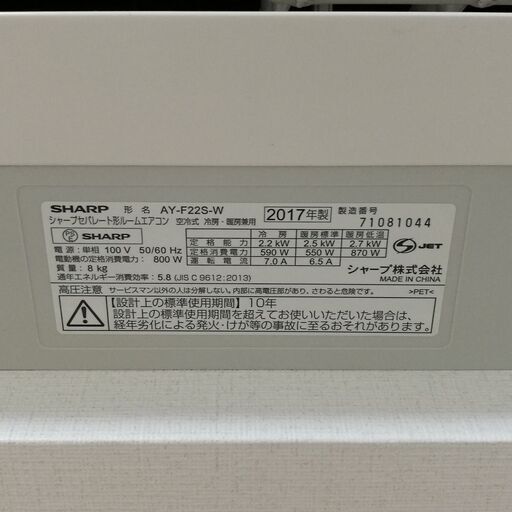 SHARP 形名 AY-F22S-W 2017年製 製造番号 71081044
シャープセパレート形ルームエアコン 空冷式 冷房・暖房兼用
PS E SHARP
電源:単相 100 V 50/60 Hz
電動機の定格消費電力: 800 W
質量: 8 kg
通年エネルギー消費効率: 5.8 (JIS C 9612:2013)
冷房 暖房標準 暖房低温
定格能力 2.2 kW 2.5 kW 2.7 kW
定格消費電力 590 W 550 W 870 W
運転電流 7.0 A 6.5 A
S JET
シャープ株式会社
MADE IN CHINA
高圧注意 サービスマン以外の人は分解しない。内部に高電圧部があり、さわると危険です。 >PET<
【設計上の標準使用期間】10年
設計上の標準使用期間を超えてお使いいただいた場合は、
経年劣化による発火・けが等の事故に至るおそれがあります。